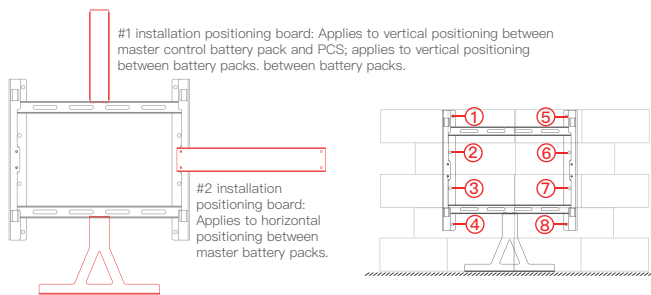 #1 installation positioning board: Applies to vertical positioning between
master control battery pack and PCS; applies to vertical positioning
between battery packs. between battery packs.
#2 installation
positioning board:
Applies to horizontal
positioning between
master battery packs.
① ⑤
② ⑥
③ ⑦
④ ⑧